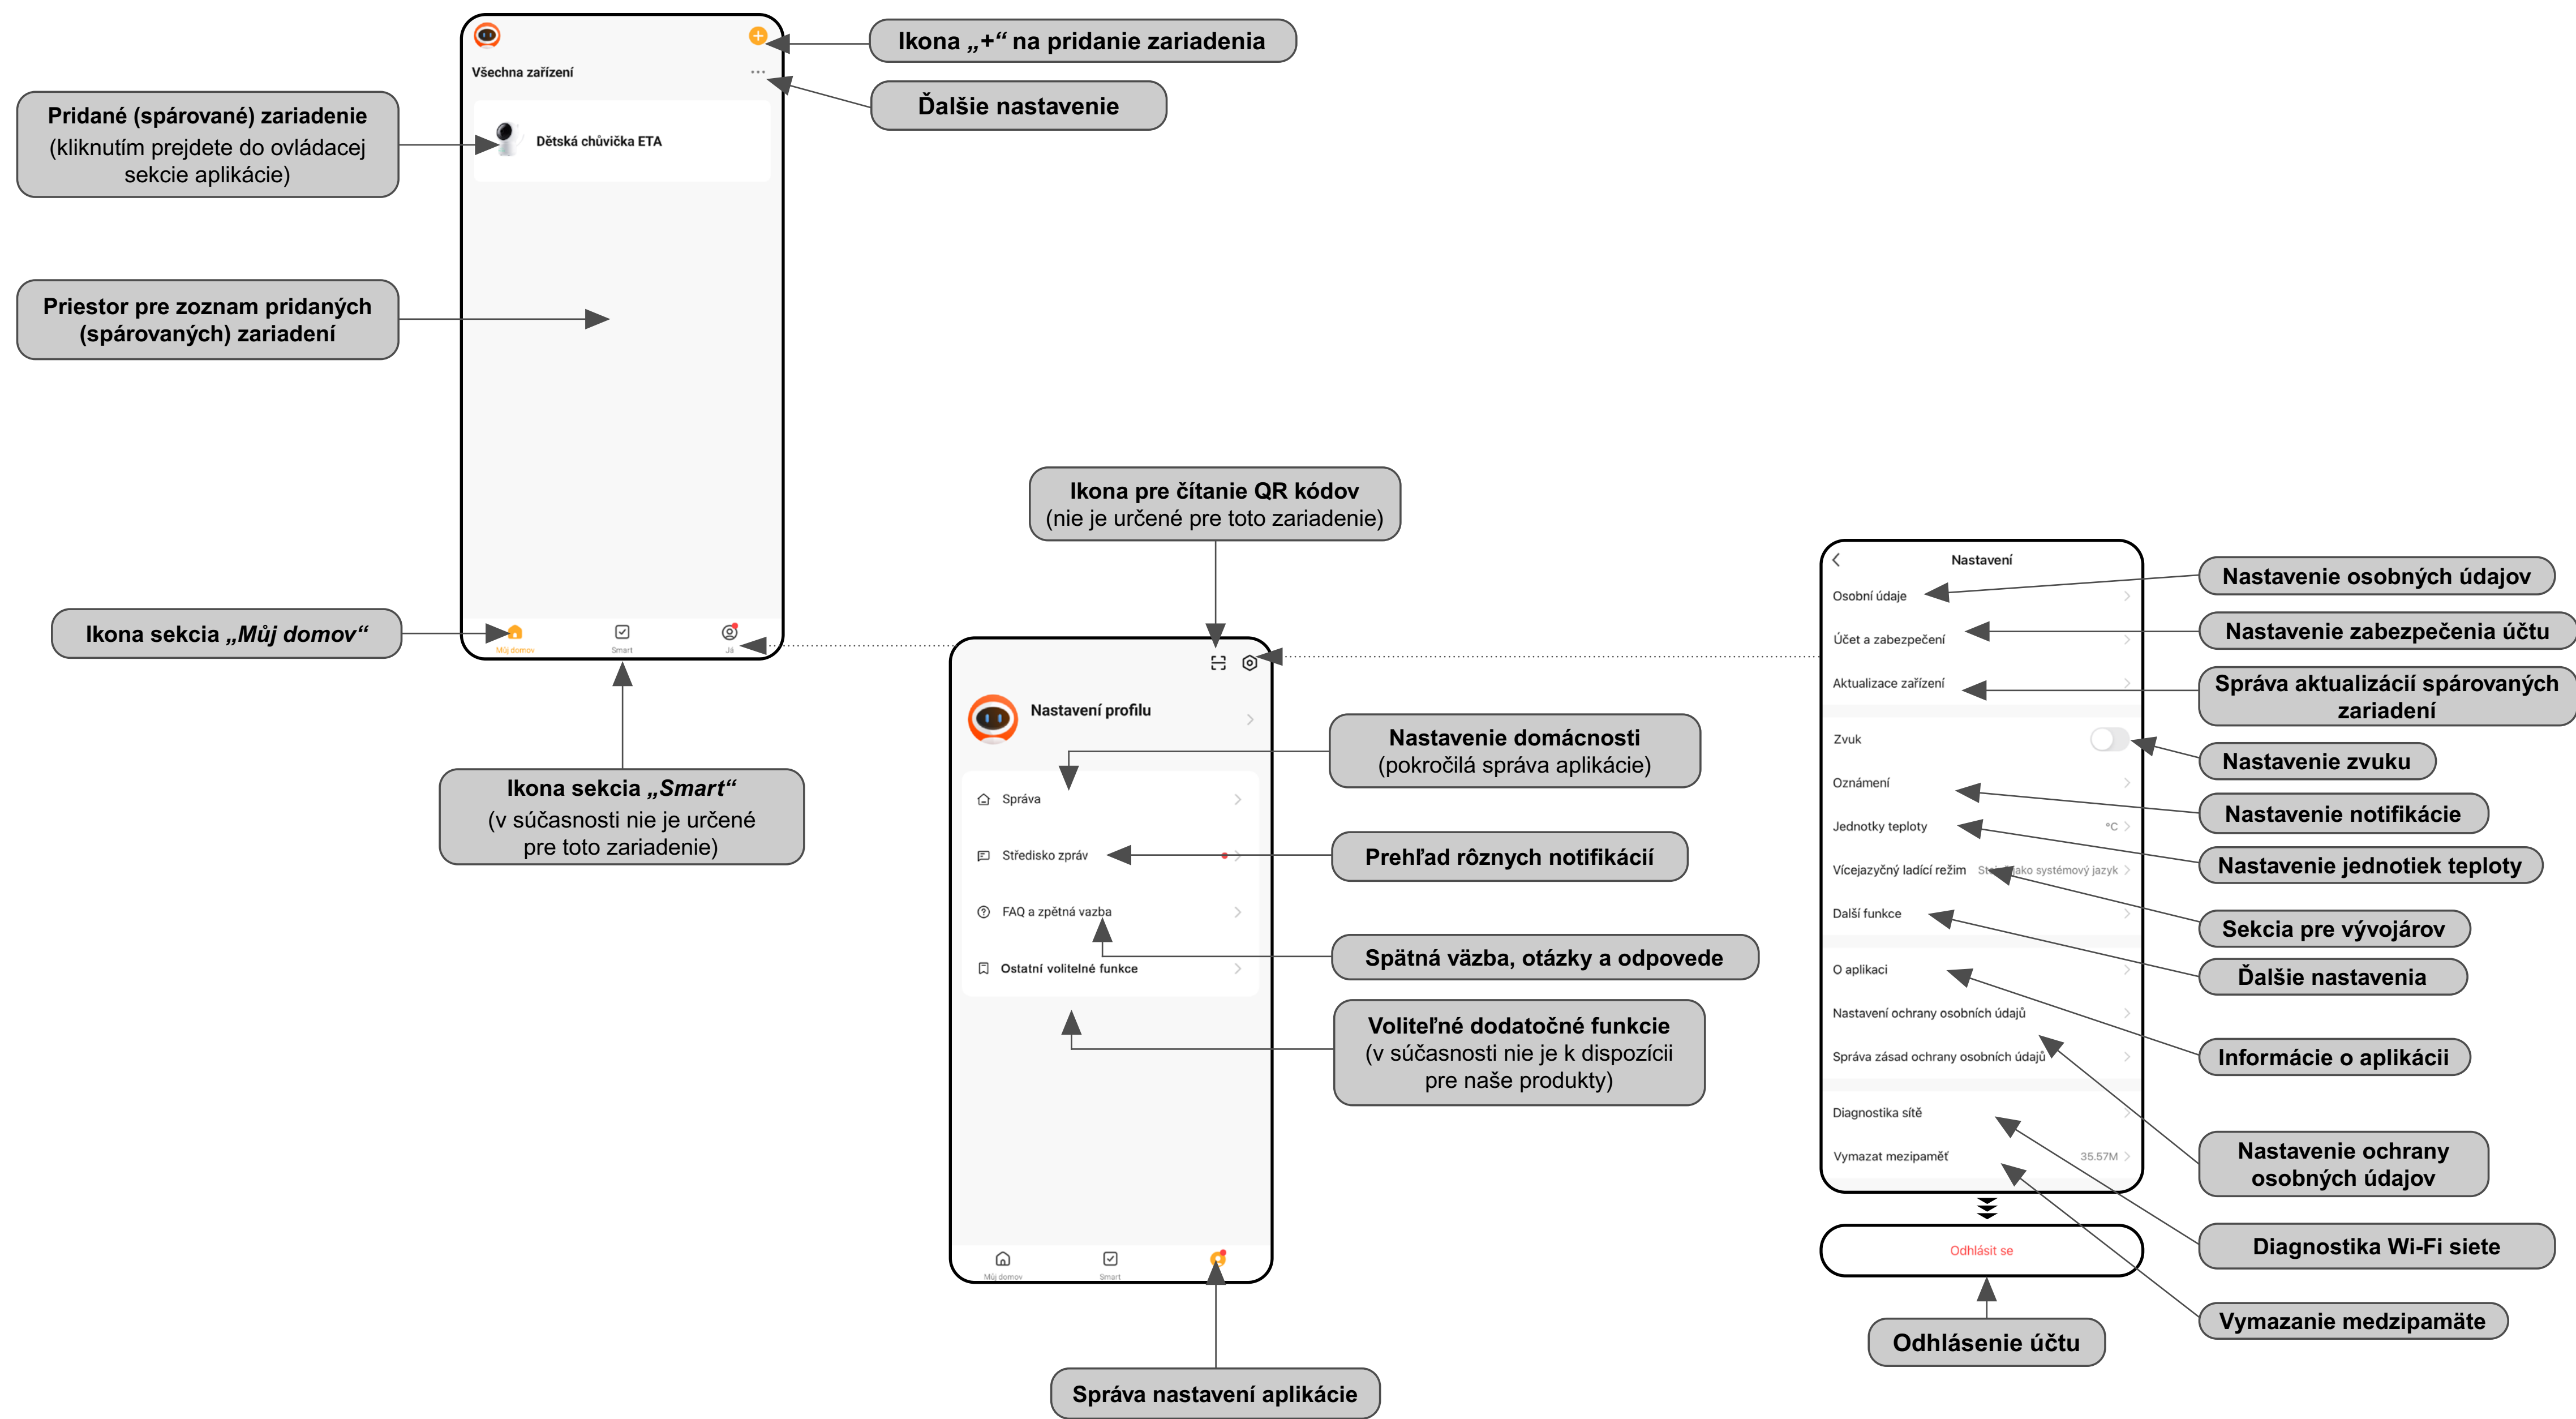 Všechna zařízení
Dětská chůvička ETA
Můj domov
Smart
Já
Ikona „+“ na pridanie zariadenia
Ďalšie nastavenie
Pridané (spárované) zariadenie
(kliknutím prejdete do ovládacej
sekcie aplikácie)
Priestor pre zoznam pridaných
(spárovaných) zariadení
Ikona sekcia „Můj domov“
Ikona sekcia „Smart“
(v súčasnosti nie je určené
pre toto zariadenie)
Ikona pre čítanie QR kódov
(nie je určené pre toto zariadenie)
Nastavení profilu
Správa
Středisko zpráv
FAQ a zpětná vazba
Ostatní volitelné funkce
Můj domov
Smart
Nastavenie domácnosti
(pokročilá správa aplikácie)
Prehľad rôznych notifikácií
Spätná väzba, otázky a odpovede
Voliteľné dodatočné funkcie
(v súčasnosti nie je k dispozícii
pre naše produkty)
Správa nastavení aplikácie
Nastavení
Osobní údaje
Účet a zabezpečení
Aktualizace zařízení
Zvuk
Oznámení
Jednotky teploty °C
Vícejazyčný ladící režim jako systémový jazyk
Další funkce
O aplikaci
Nastavení ochrany osobních údajů
Správa zásad ochrany osobních údajů
Diagnostika sítě
Vymazat mezipaměť 35.57M
Odhlásit se
Nastavenie osobných údajov
Nastavenie zabezpečenia účtu
Správa aktualizácií spárovaných
zariadení
Nastavenie zvuku
Nastavenie notifikácie
Nastavenie jednotiek teploty
Sekcia pre vývojárov
Ďalšie nastavenia
Informácie o aplikácii
Nastavenie ochrany
osobných údajov
Diagnostika Wi-Fi siete
Vymazanie medzipamäte
Odhlásenie účtu